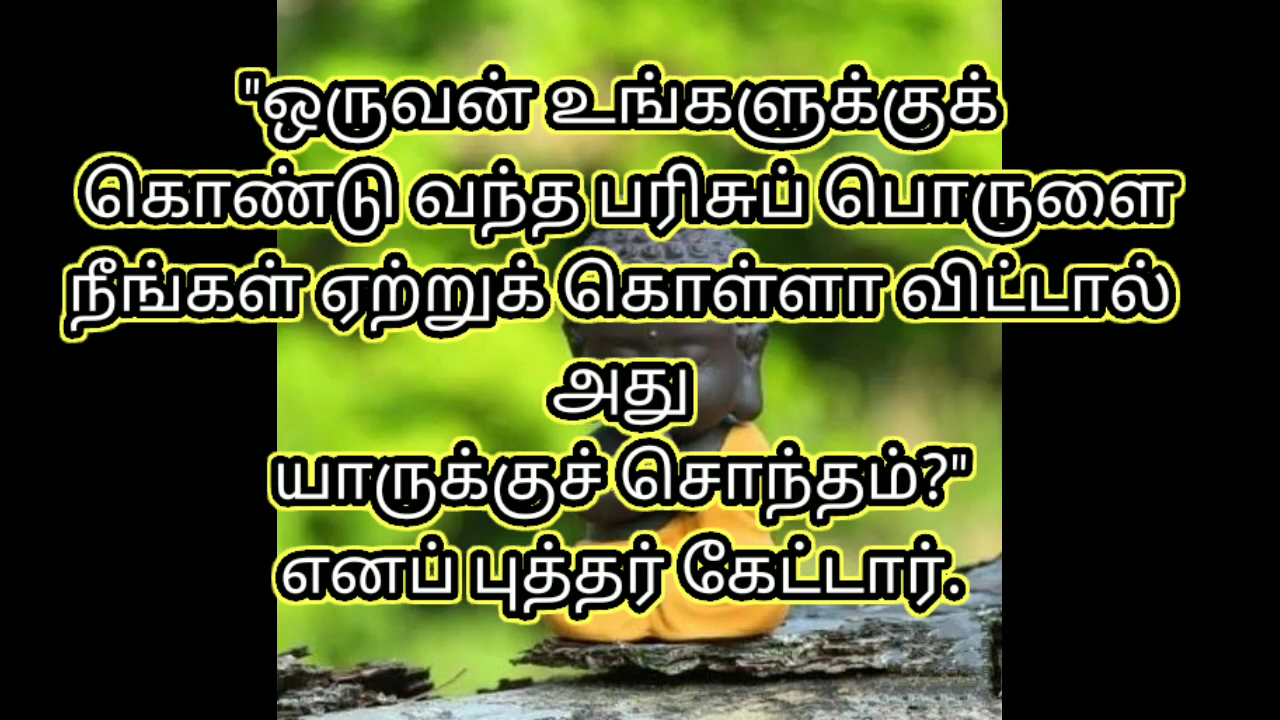 "ஒருவன் உங்களுக்குக்
கொண்டு வந்த பரிசுப் பொருளை
நீங்கள் ஏற்றுக் கொள்ளா விட்டால்
அது
யாருக்குச் சொந்தம்?"
எனப் புத்தர் கேட்டார்.